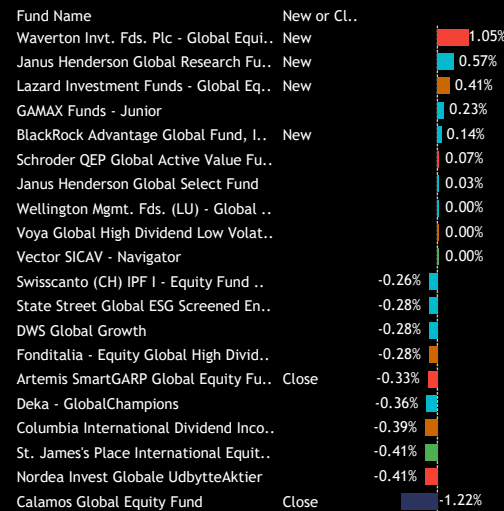 Fund Name New or Cl..
Waverton Invt. Fds. Plc - Global Equi.. New 1.05%
Janus Henderson Global Research Fu.. New 0.57%
Lazard Investment Funds - Global Eq.. New 0.41%
GAMAX Funds - Junior 0.23%
BlackRock Advantage Global Fund, I.. New 0.14%
Schroder QEP Global Active Value Fu.. 0.07%
Janus Henderson Global Select Fund 0.03%
Wellington Mgmt. Fds. (LU) - Global .. 0.00%
Voya Global High Dividend Low Volat.. 0.00%
Vector SICAV - Navigator 0.00%
Swisscanto (CH) IPF I - Equity Fund .. -0.26%
State Street Global ESG Screened En.. -0.28%
DWS Global Growth -0.28%
Fonditalia - Equity Global High Divid.. -0.28%
Artemis SmartGARP Global Equity Fu.. Close -0.33%
Deka - GlobalChampions -0.36%
Columbia International Dividend Inco.. -0.39%
St. James's Place International Equit.. -0.41%
Nordea Invest Globale UdbytteAktier -0.41%
Calamos Global Equity Fund Close -1.22%